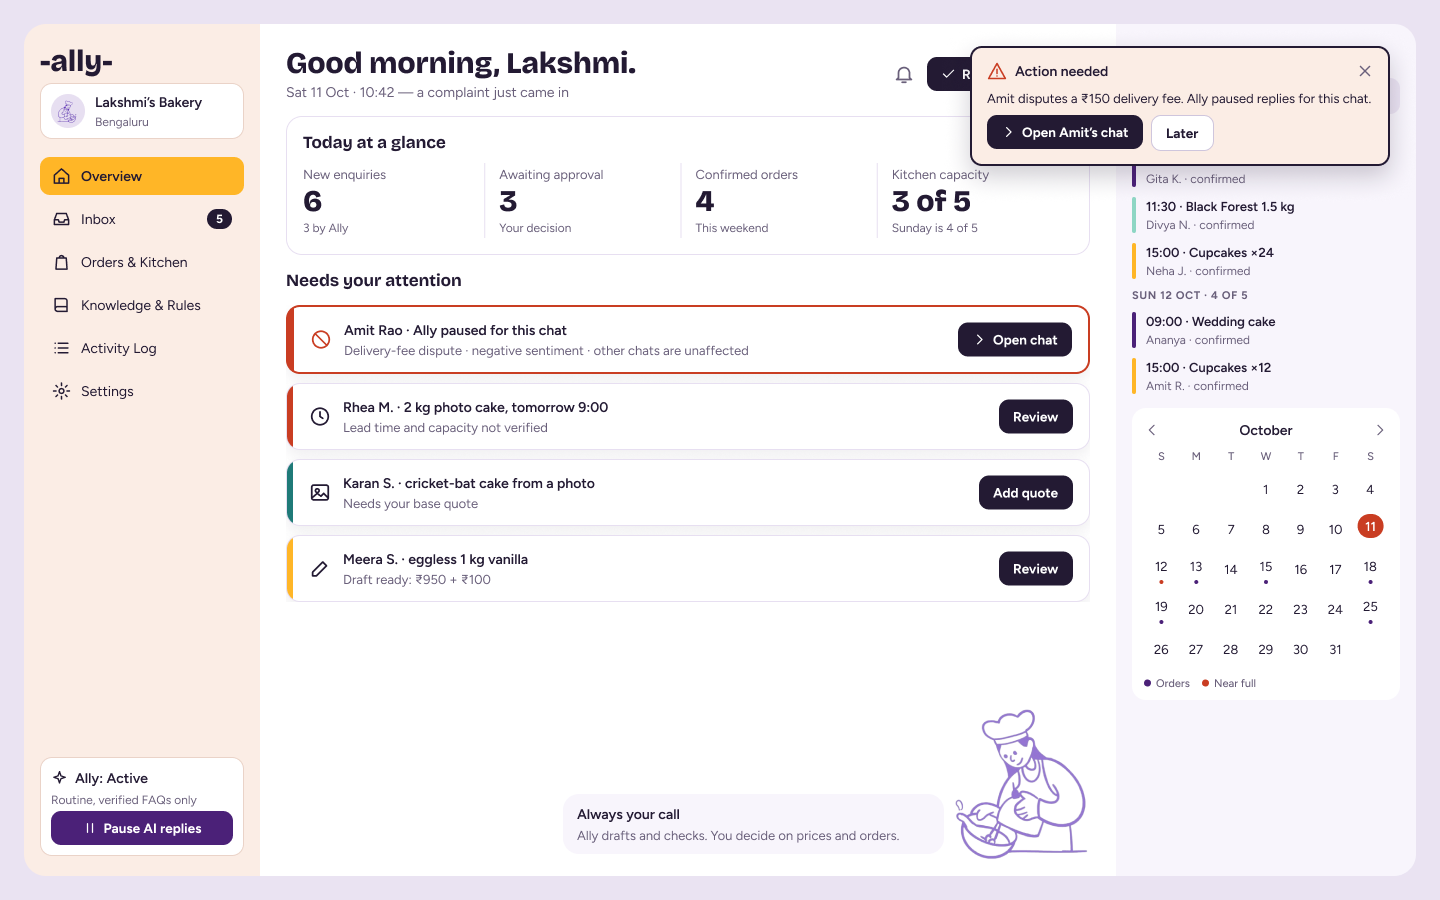 -ally-
Lakshmi’s Bakery
Bengaluru
Overview
Inbox 5
Orders & Kitchen
Knowledge & Rules
Activity Log
Settings
Ally: Active
Routine, verified FAQs only
Pause AI replies
Good morning, Lakshmi.
Sat 11 Oct · 10:42 — a complaint just came in
Today at a glance
New enquiries
6
3 by Ally
Awaiting approval
3
Your decision
Confirmed orders
4
This weekend
Kitchen capacity
3 of 5
Sunday is 4 of 5
Needs your attention
Amit Rao · Ally paused for this chat
Delivery-fee dispute · negative sentiment · other chats are unaffected
Open chat
Rhea M. · 2 kg photo cake, tomorrow 9:00
Lead time and capacity not verified
Review
Karan S. · cricket-bat cake from a photo
Needs your base quote
Add quote
Meera S. · eggless 1 kg vanilla
Draft ready: ₹950 + ₹100
Review
Always your call
Ally drafts and checks. You decide on prices and orders.
Action needed
Amit disputes a ₹150 delivery fee. Ally paused replies for this chat.
Open Amit’s chat
Later
Gita K. · confirmed
11:30 · Black Forest 1.5 kg
Divya N. · confirmed
15:00 · Cupcakes ×24
Neha J. · confirmed
SUN 12 OCT · 4 OF 5
09:00 · Wedding cake
Ananya · confirmed
15:00 · Cupcakes ×12
Amit R. · confirmed
October
S M T W T F S
1 2 3 4
5 6 7 8 9 10 11
12 13 14 15 16 17 18
19 20 21 22 23 24 25
26 27 28 29 30 31
Orders Near full